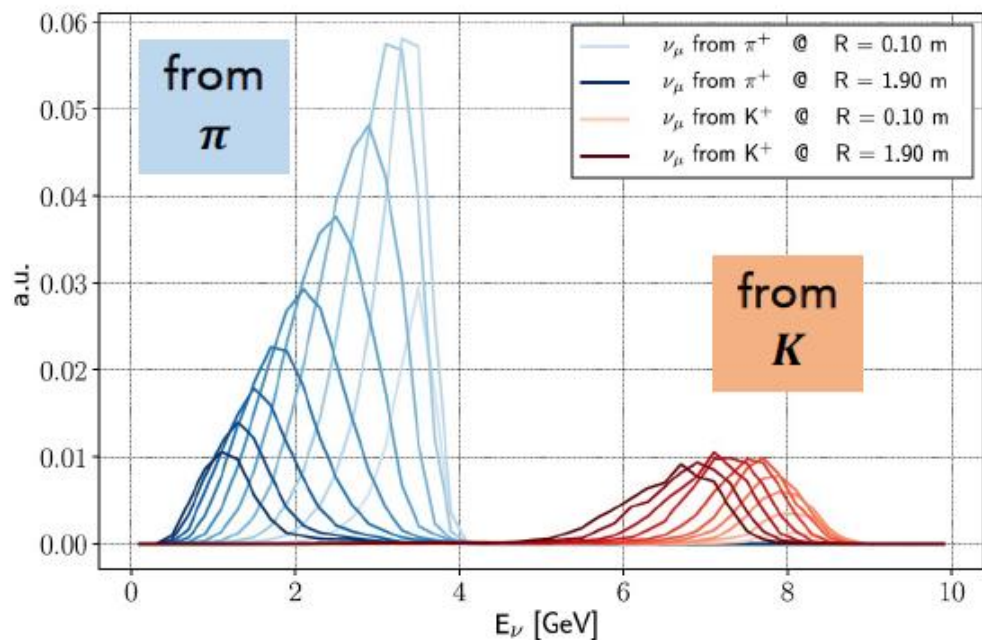 0.06
0.05
0.04
0.03
0.02
0.01
0.00
a.u.
from
π
ν_μ from π⁺ @ R = 0.10 m
ν_μ from π⁺ @ R = 1.90 m
ν_μ from K⁺ @ R = 0.10 m
ν_μ from K⁺ @ R = 1.90 m
from
K
0 2 4 6 8 10
E_ν [GeV]